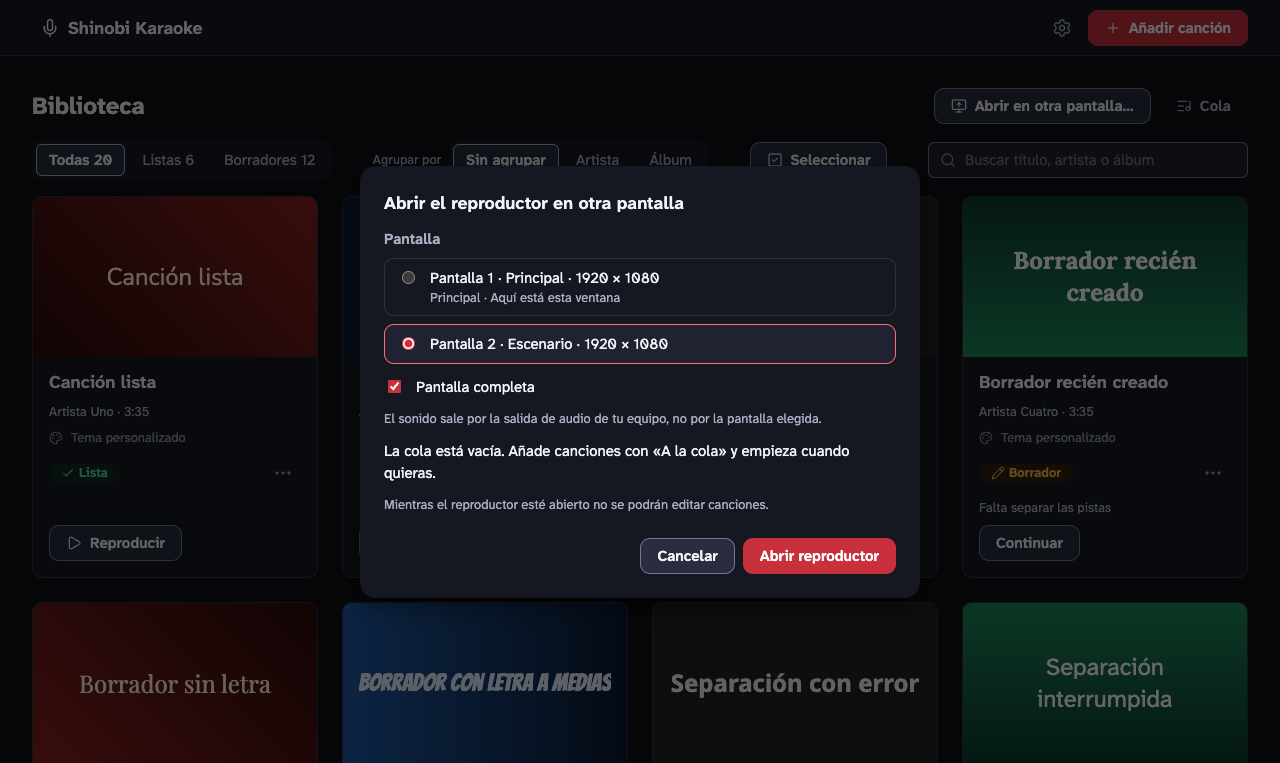 Shinobi Karaoke
Añadir canción
Biblioteca
Abrir en otra pantalla...
Cola
Todas 20
Listas 6
Borradores 12
Agrupar por
Sin agrupar
Artista
Álbum
Seleccionar
Buscar título, artista o álbum
Abrir el reproductor en otra pantalla
Pantalla
Pantalla 1 · Principal · 1920 × 1080
Principal · Aquí está esta ventana
Pantalla 2 · Escenario · 1920 × 1080
Pantalla completa
El sonido sale por la salida de audio de tu equipo, no por la pantalla elegida.
La cola está vacía. Añade canciones con «A la cola» y empieza cuando
quieras.
Mientras el reproductor esté abierto no se podrán editar canciones.
Cancelar
Abrir reproductor
Canción lista
Canción lista
Artista Uno · 3:35
Tema personalizado
Lista
Reproducir
Borrador recién
creado
Borrador recién creado
Artista Cuatro · 3:35
Tema personalizado
Borrador
Falta separar las pistas
Continuar
Borrador sin letra
BORRADOR CON LETRA A MEDIAS
Separación con error
Separación
interrumpida